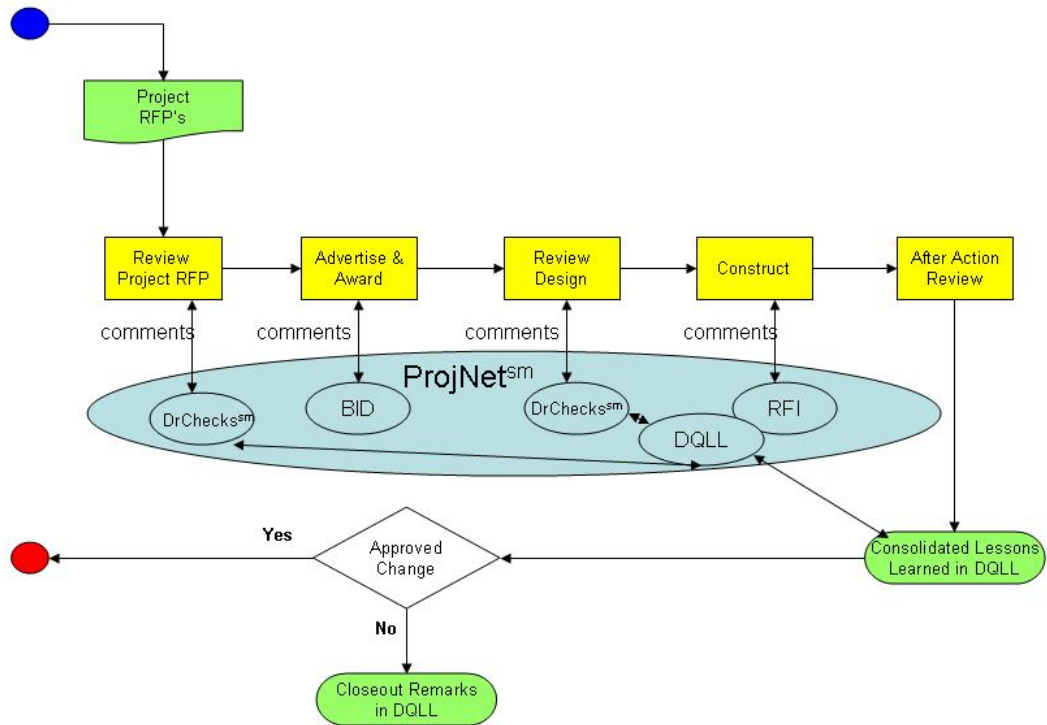 Project
RFP's
Review
Project RFP
Advertise &
Award
Review
Design
Construct
After Action
Review
comments
comments
comments
comments
ProjNet℠
DrChecks℠
BID
DrChecks℠
RFI
DQLL
Yes
Approved
Change
Consolidated Lessons
Learned in DQLL
No
Closeout Remarks
in DQLL